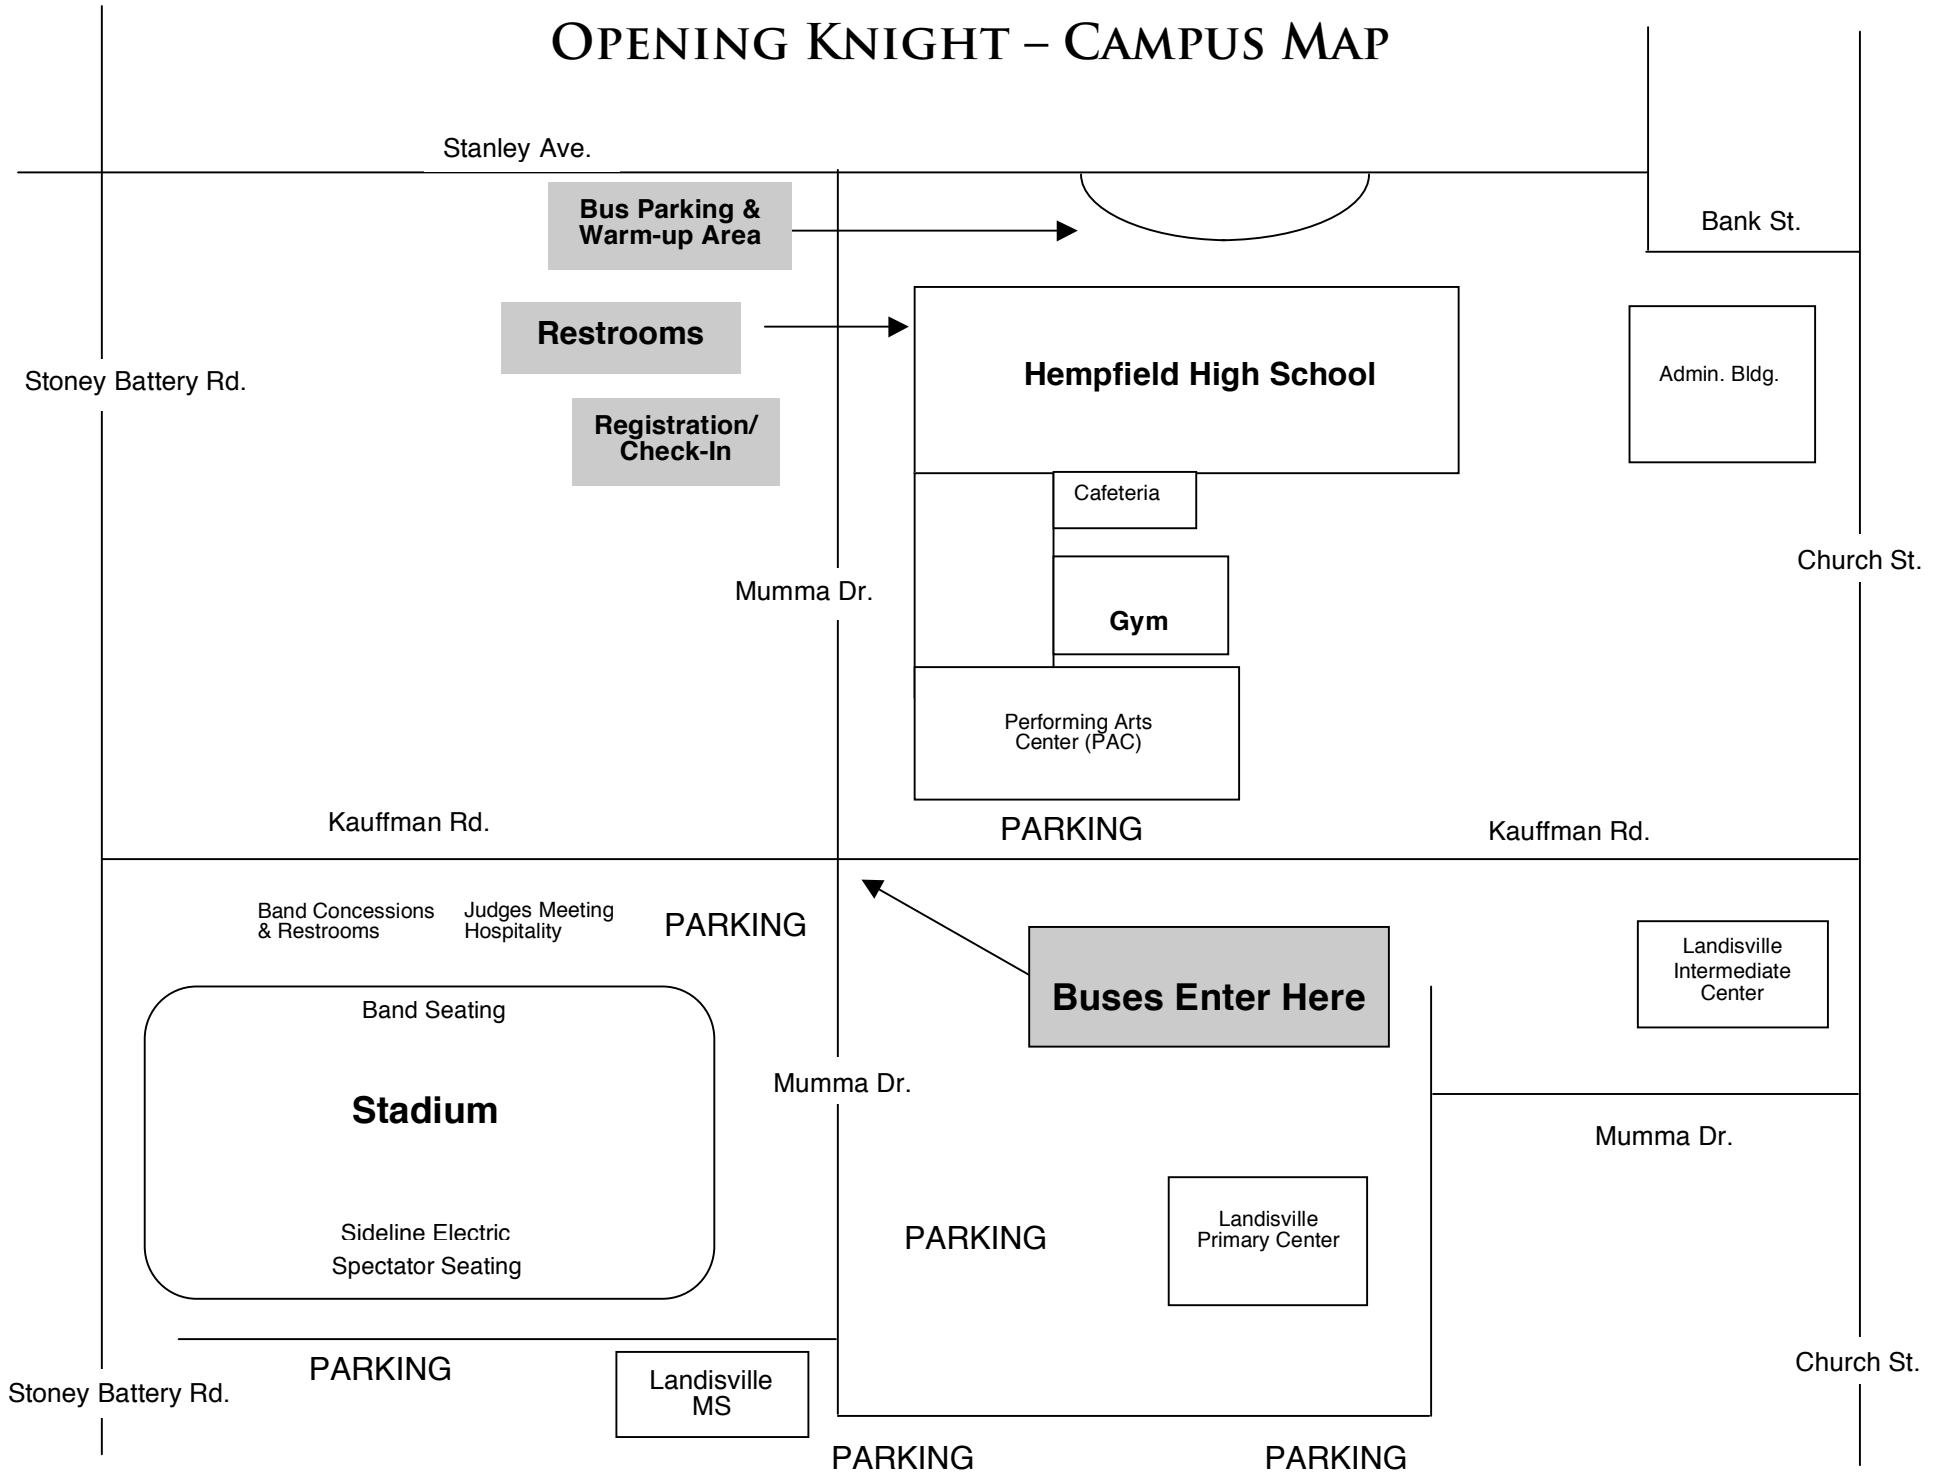 OPENING KNIGHT – CAMPUS MAP
Stanley Ave.
Bus Parking &
Warm-up Area
Bank St.
Restrooms
Hempfield High School
Admin. Bldg.
Stoney Battery Rd.
Registration/
Check-In
Cafeteria
Church St.
Mumma Dr.
Gym
Performing Arts
Center (PAC)
Kauffman Rd.
PARKING
Kauffman Rd.
Band Concessions
& Restrooms
Judges Meeting
Hospitality
PARKING
Buses Enter Here
Landisville
Intermediate
Center
Band Seating
Stadium
Mumma Dr.
Mumma Dr.
Sideline Electric
Spectator Seating
PARKING
Landisville
Primary Center
Stoney Battery Rd.
PARKING
Landisville
MS
Church St.
PARKING
PARKING